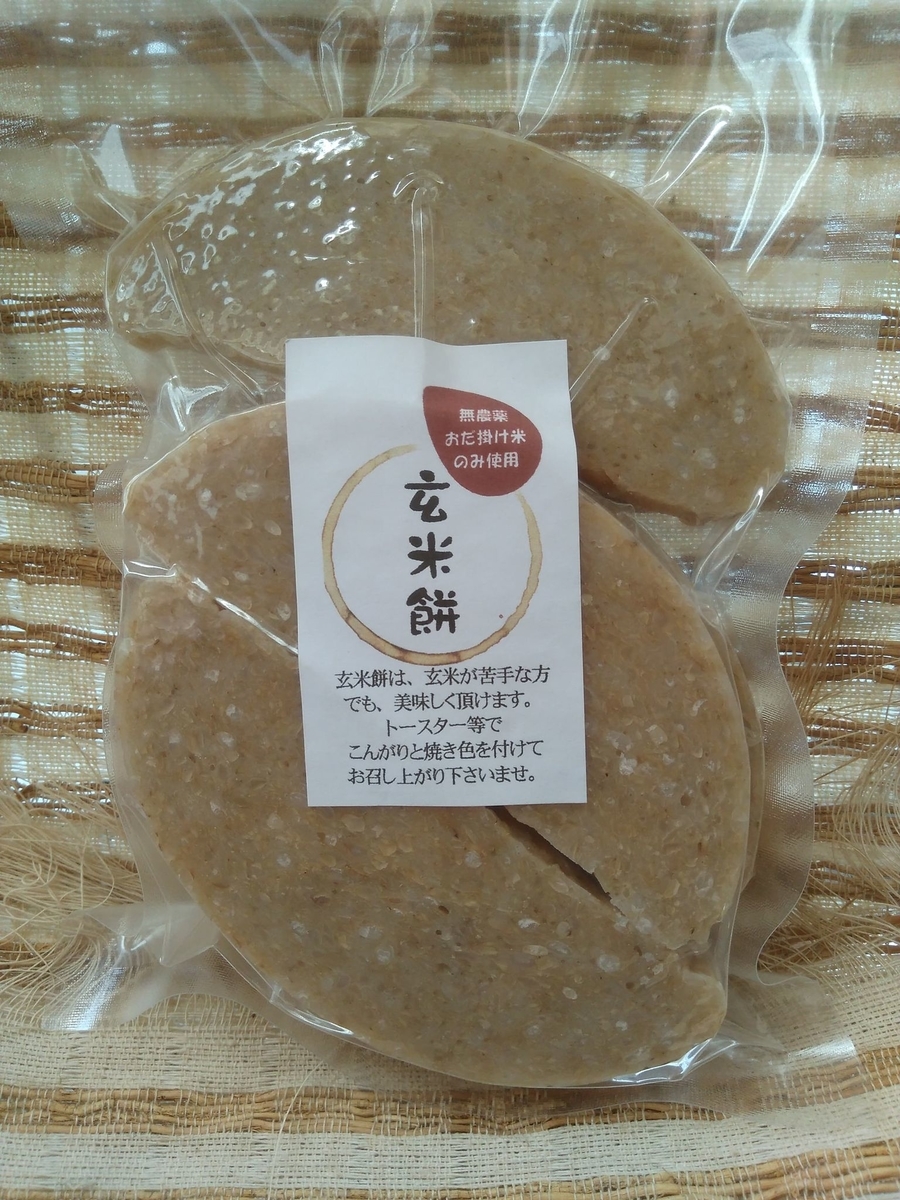 無農薬
おだ掛け米
のみ使用
玄米餅
玄米餅は、玄米が苦手な方
でも、美味しく頂けます。
トースター等で
こんがりと焼き色を付けて
お召し上がり下さいませ。